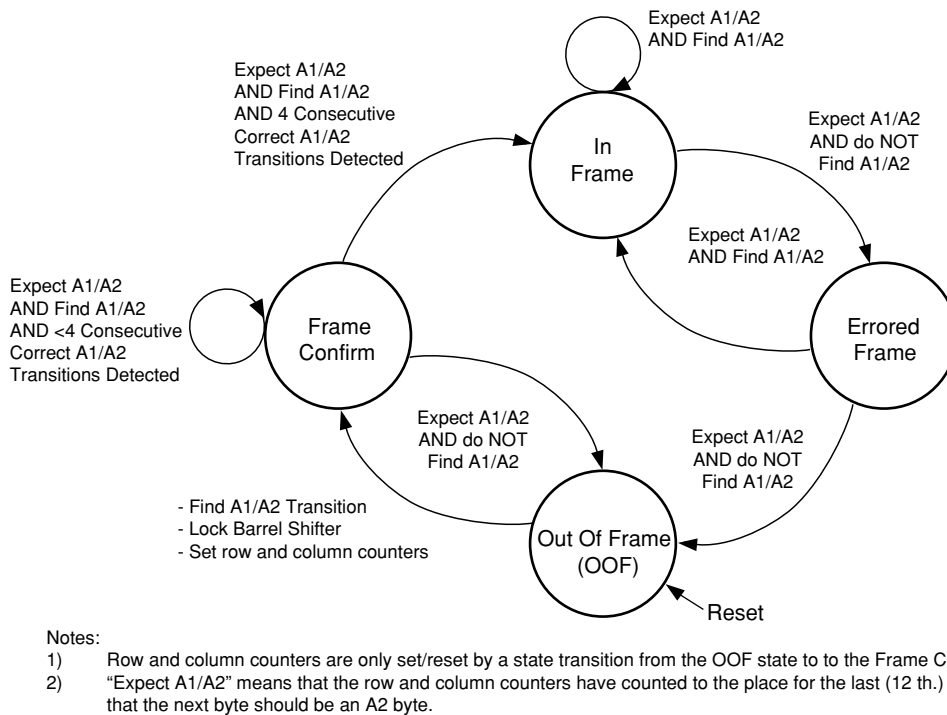 Expect A1/A2
AND Find A1/A2
Expect A1/A2
AND Find A1/A2
AND 4 Consecutive
Correct A1/A2
Transitions Detected
In
Frame
Expect A1/A2
AND do NOT
Find A1/A2
Expect A1/A2
AND Find A1/A2
Expect A1/A2
AND Find A1/A2
AND <4 Consecutive
Correct A1/A2
Transitions Detected
Frame
Confirm
Errored
Frame
Expect A1/A2
AND do NOT
Find A1/A2
Expect A1/A2
AND do NOT
Find A1/A2
- Find A1/A2 Transition
- Lock Barrel Shifter
- Set row and column counters
Out Of Frame
(OOF)
Reset
Notes:
1) Row and column counters are only set/reset by a state transition from the OOF state to to the Frame C
2) “Expect A1/A2” means that the row and column counters have counted to the place for the last (12 th.)
that the next byte should be an A2 byte.